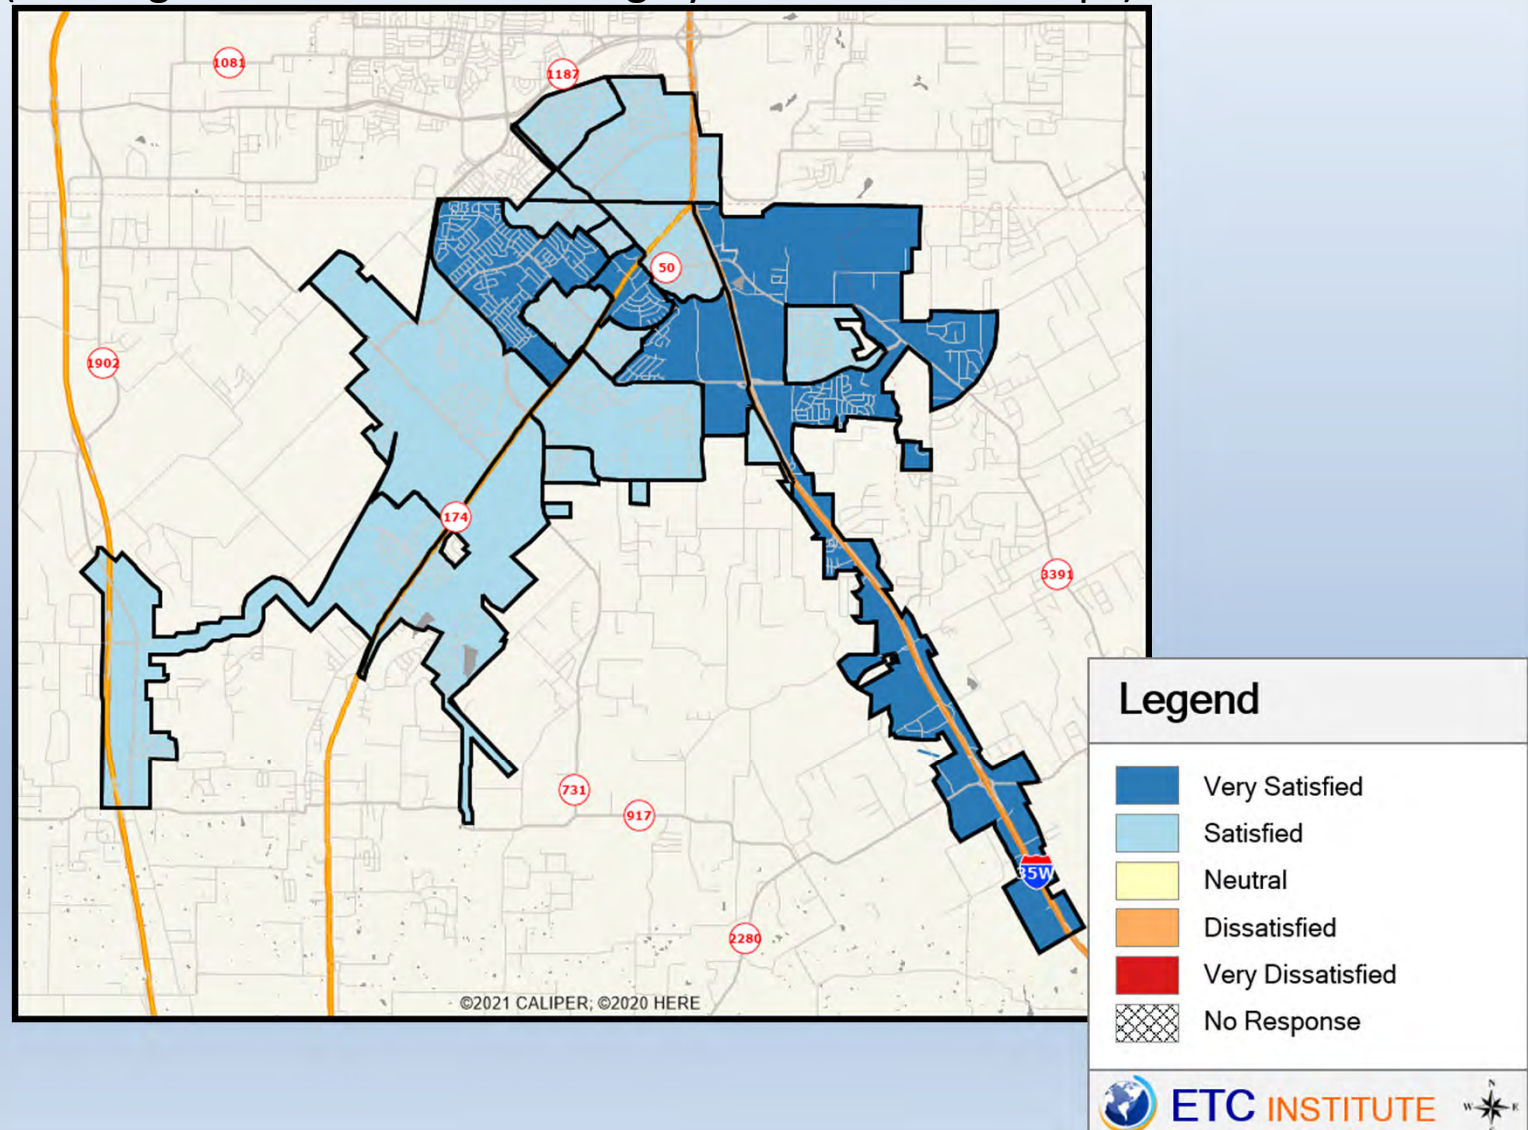 1081
1187
50
1902
174
3391
731
917
35W
2280
©2021 CALIPER; ©2020 HERE
Legend
Very Satisfied
Satisfied
Neutral
Dissatisfied
Very Dissatisfied
No Response
ETC INSTITUTE
N
W E